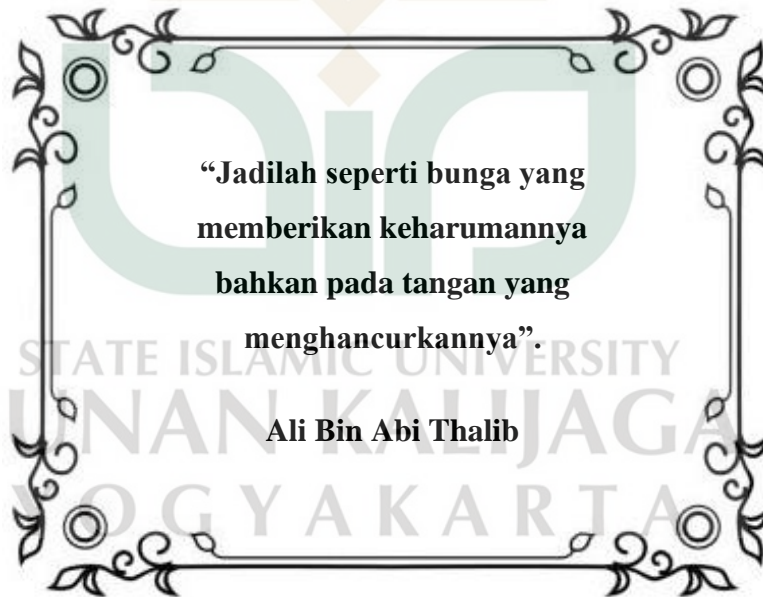 “Jadilah seperti bunga yang
memberikan keharumannya
bahkan pada tangan yang
menghancurkannya”.
STATE ISLAMIC UNIVERSITY
UNAN KALIJAGA
Ali Bin Abi Thalib
YOGYAKARTA